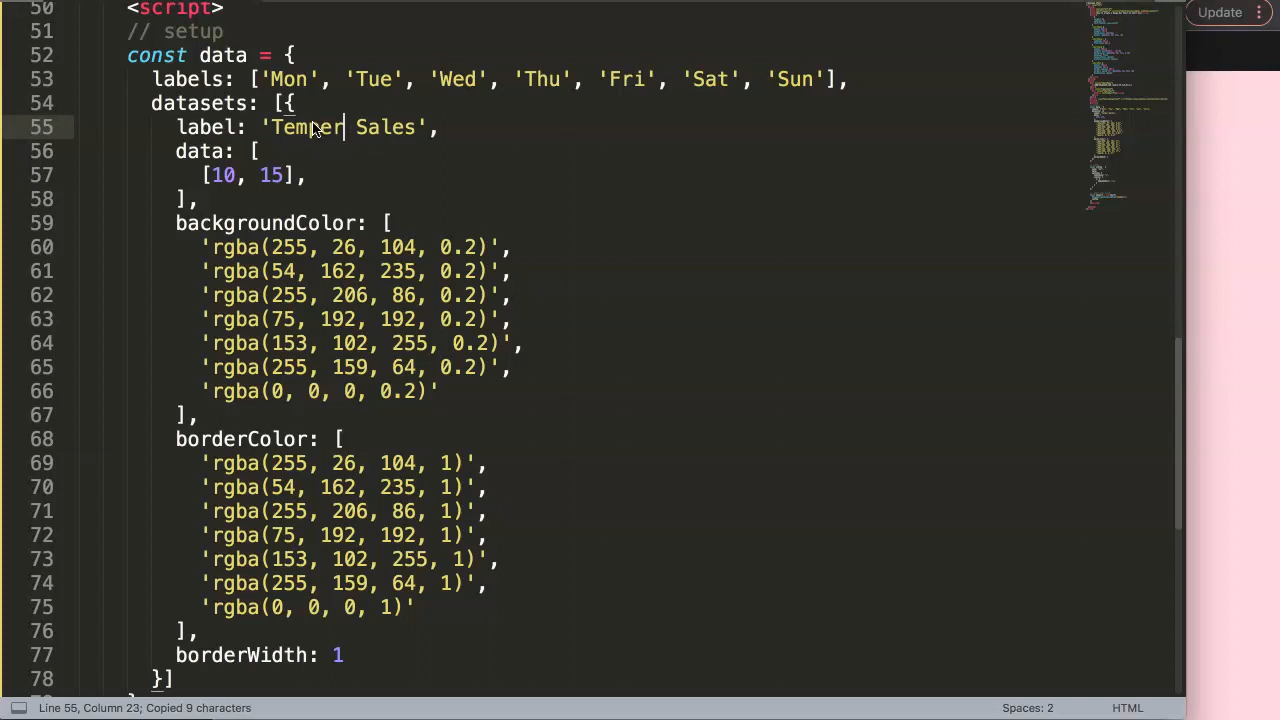 50 <script>
51 // setup
52 const data = {
53 labels: ['Mon', 'Tue', 'Wed', 'Thu', 'Fri', 'Sat', 'Sun'],
54 datasets: [{
55 label: 'Temper Sales',
56 data: [
57 [10, 15],
58 ],
59 backgroundColor: [
60 'rgba(255, 26, 104, 0.2)',
61 'rgba(54, 162, 235, 0.2)',
62 'rgba(255, 206, 86, 0.2)',
63 'rgba(75, 192, 192, 0.2)',
64 'rgba(153, 102, 255, 0.2)',
65 'rgba(255, 159, 64, 0.2)',
66 'rgba(0, 0, 0, 0.2)'
67 ],
68 borderColor: [
69 'rgba(255, 26, 104, 1)',
70 'rgba(54, 162, 235, 1)',
71 'rgba(255, 206, 86, 1)',
72 'rgba(75, 192, 192, 1)',
73 'rgba(153, 102, 255, 1)',
74 'rgba(255, 159, 64, 1)',
75 'rgba(0, 0, 0, 1)'
76 ],
77 borderWidth: 1
78 }]
Update
Line 55, Column 23; Copied 9 characters
Spaces: 2
HTML